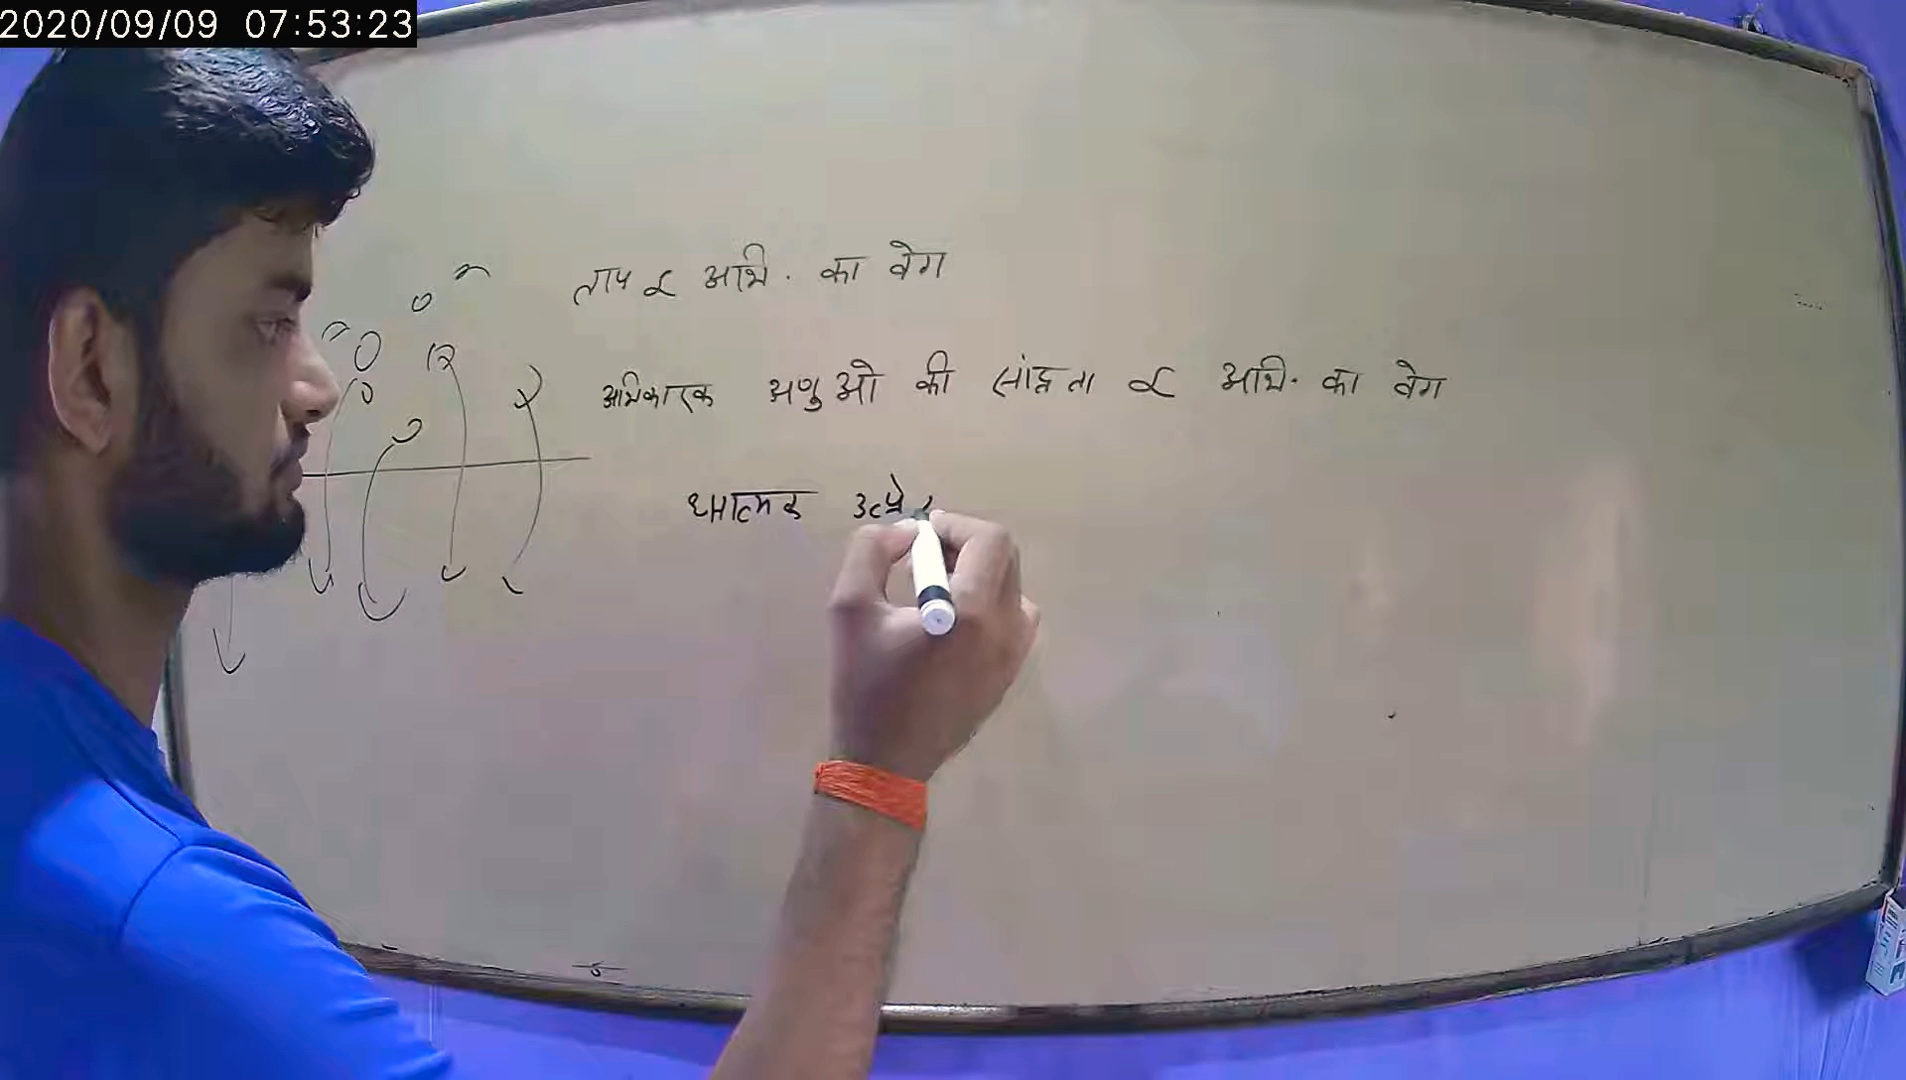 2020/09/09 07:53:23
ताप ∝ अभि. का वेग
अभिकारक अणुओ की सांद्रता ∝ अभि. का वेग
धनात्मक उत्प्रे